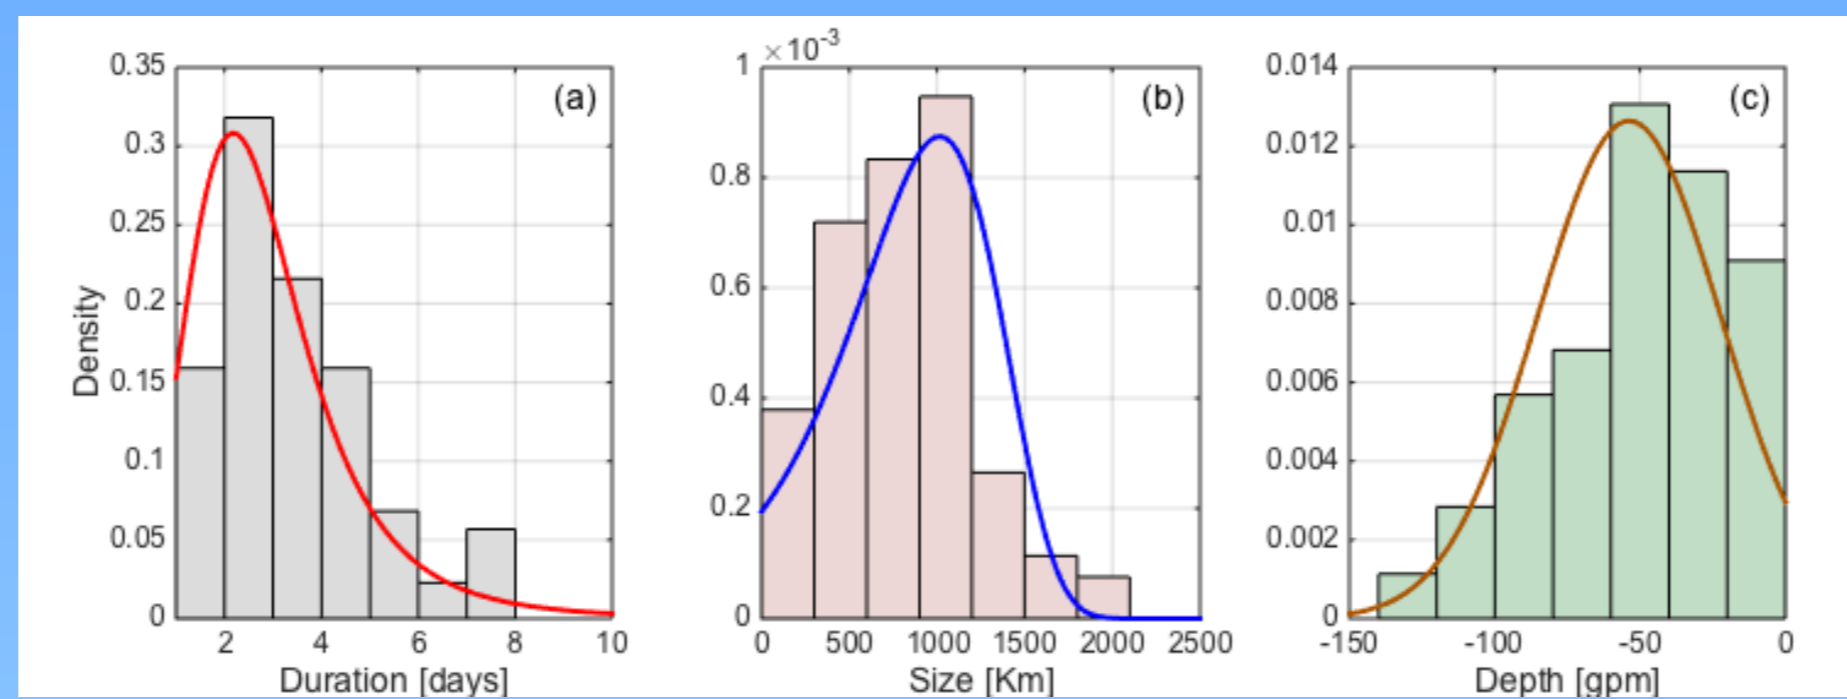 (a)
0.35
0.3
0.25
0.2
0.15
0.1
0.05
0
2 4 6 8 10
Density
Duration [days]
×10⁻³
(b)
1
0.8
0.6
0.4
0.2
0
0 500 1000 1500 2000 2500
Size [Km]
(c)
0.014
0.012
0.01
0.008
0.006
0.004
0.002
0
-150 -100 -50 0
Depth [gpm]